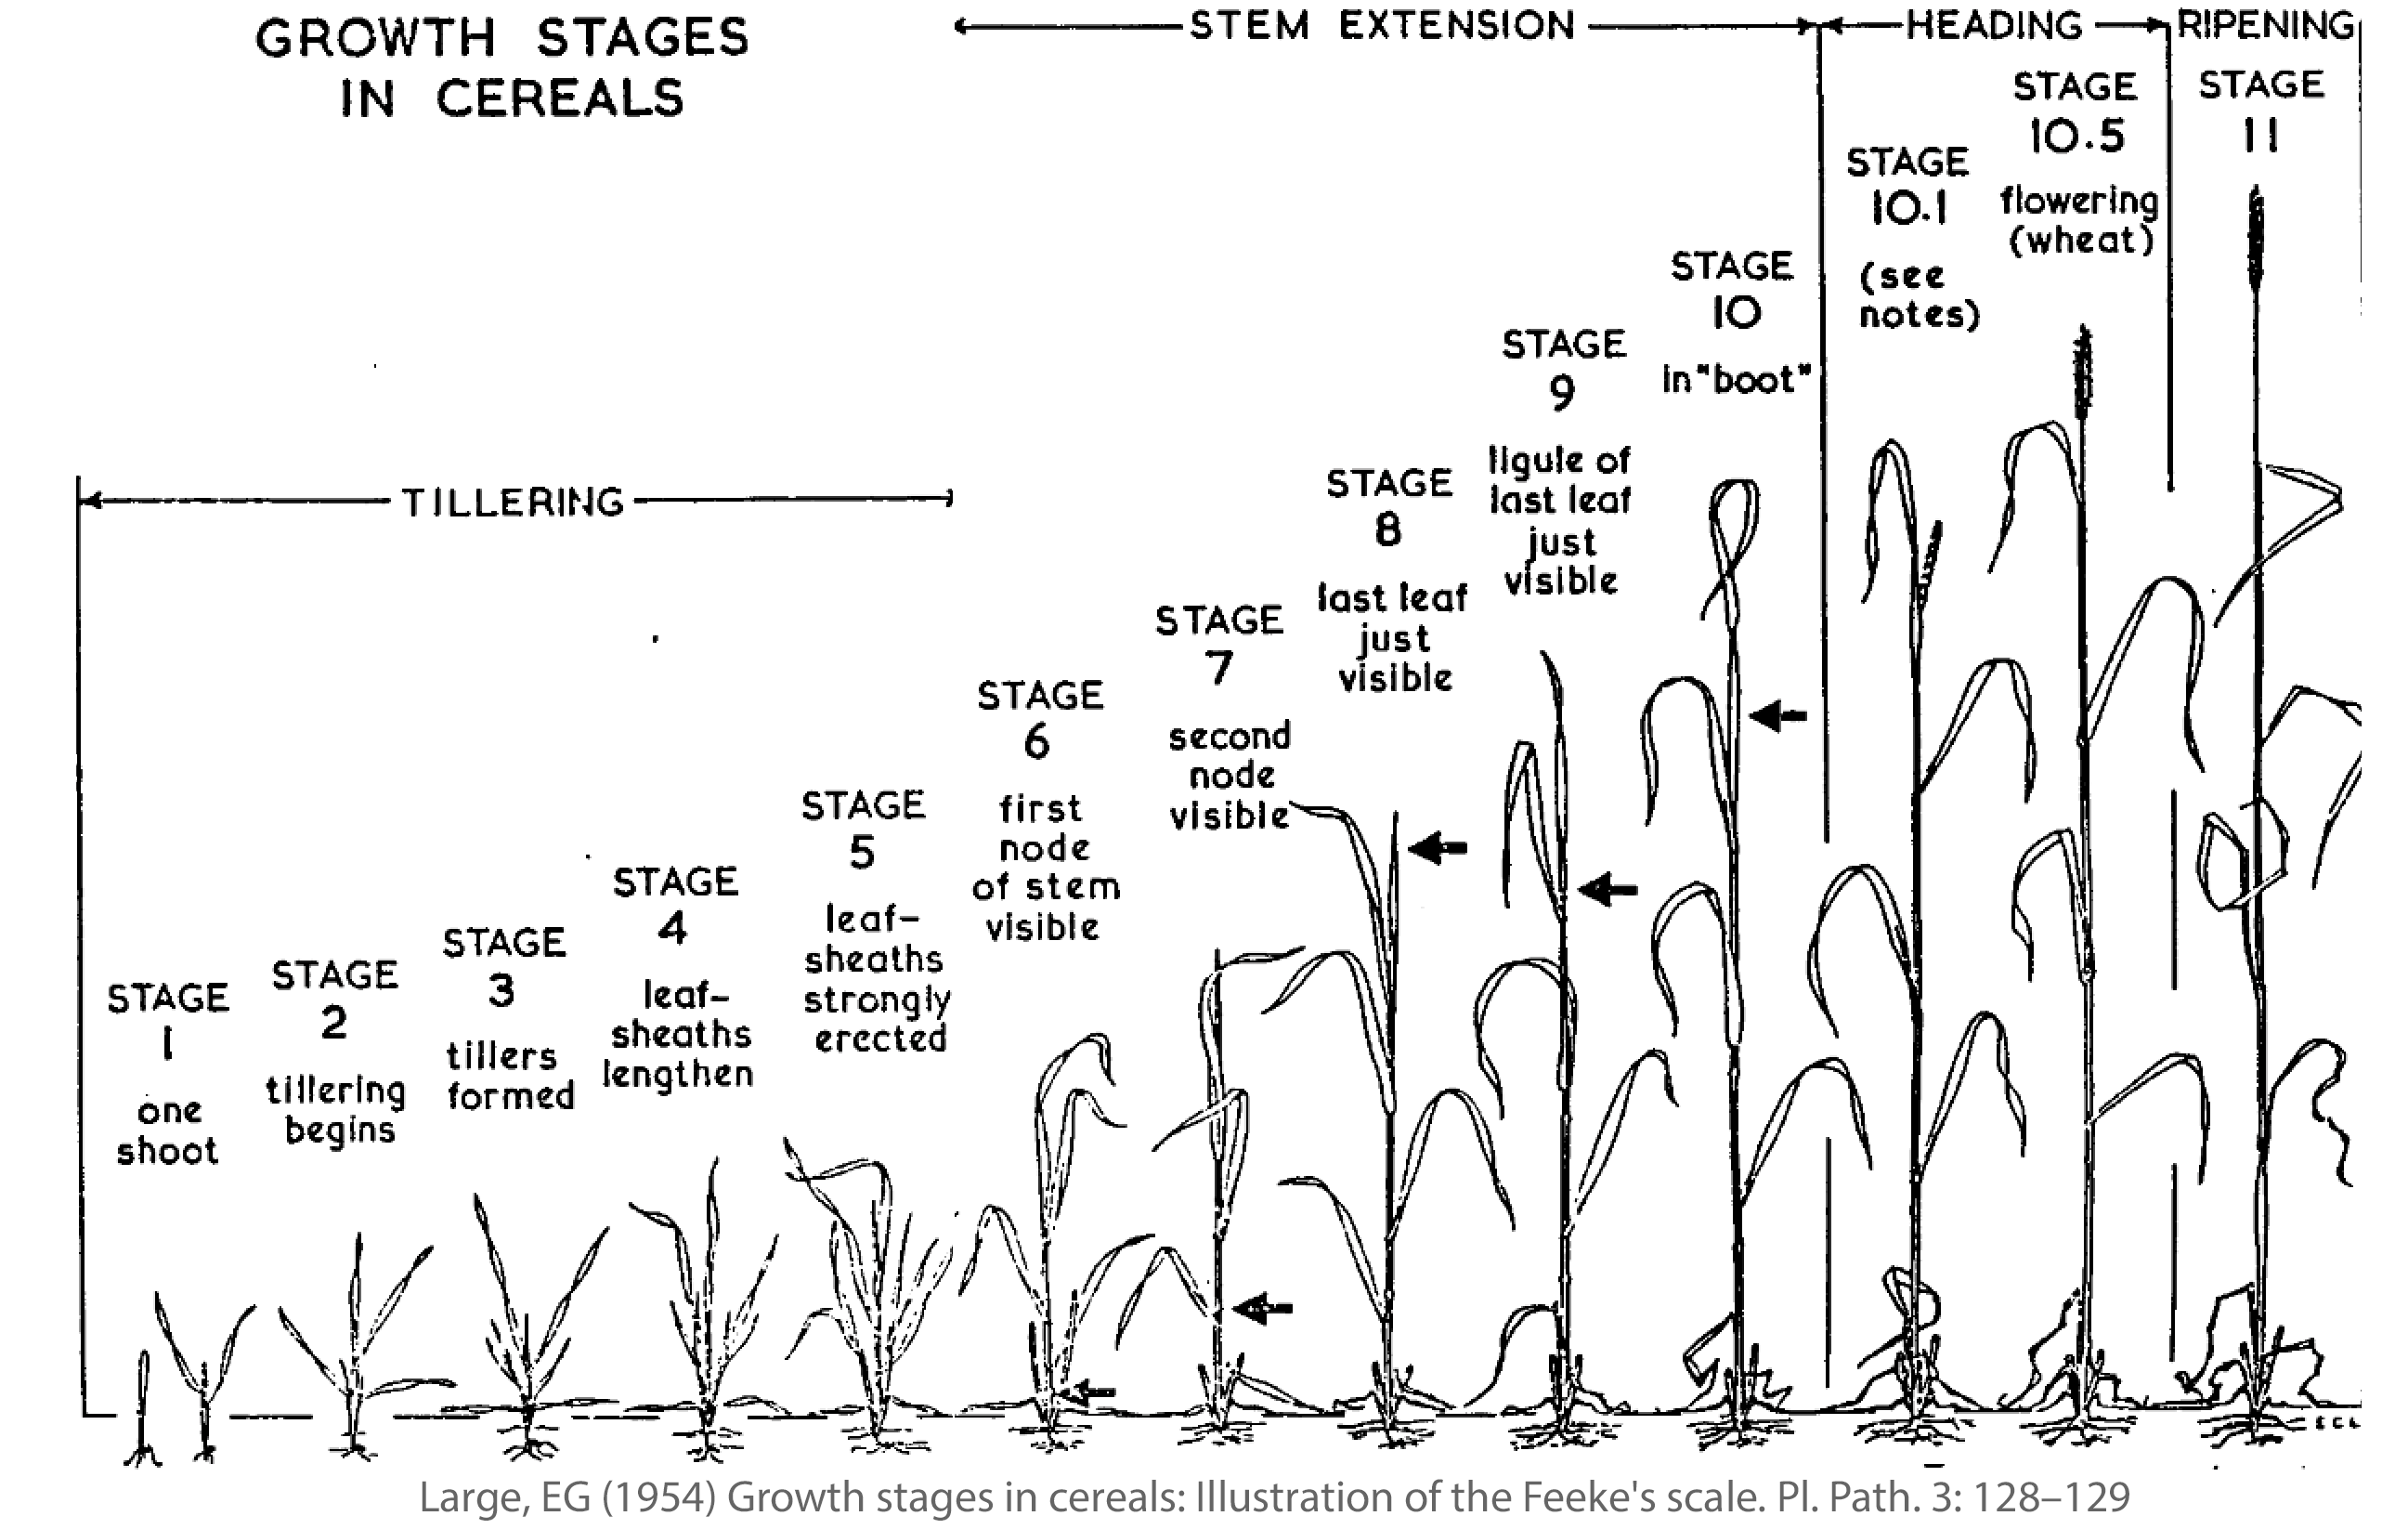 GROWTH STAGES
IN CEREALS
STEM EXTENSION
HEADING
RIPENING
TILLERING
STAGE
1
one
shoot
STAGE
2
tillering
begins
STAGE
3
tillers
formed
STAGE
4
leaf-
sheaths
lengthen
STAGE
5
leaf-
sheaths
strongly
erected
STAGE
6
first
node
of stem
visible
STAGE
7
second
node
visible
STAGE
8
last leaf
just
visible
STAGE
9
ligule of
last leaf
just
visible
STAGE
10
in "boot"
STAGE
10.1
(see
notes)
STAGE
10.5
flowering
(wheat)
STAGE
11
Large, EG (1954) Growth stages in cereals: Illustration of the Feeke's scale. Pl. Path. 3: 128–129